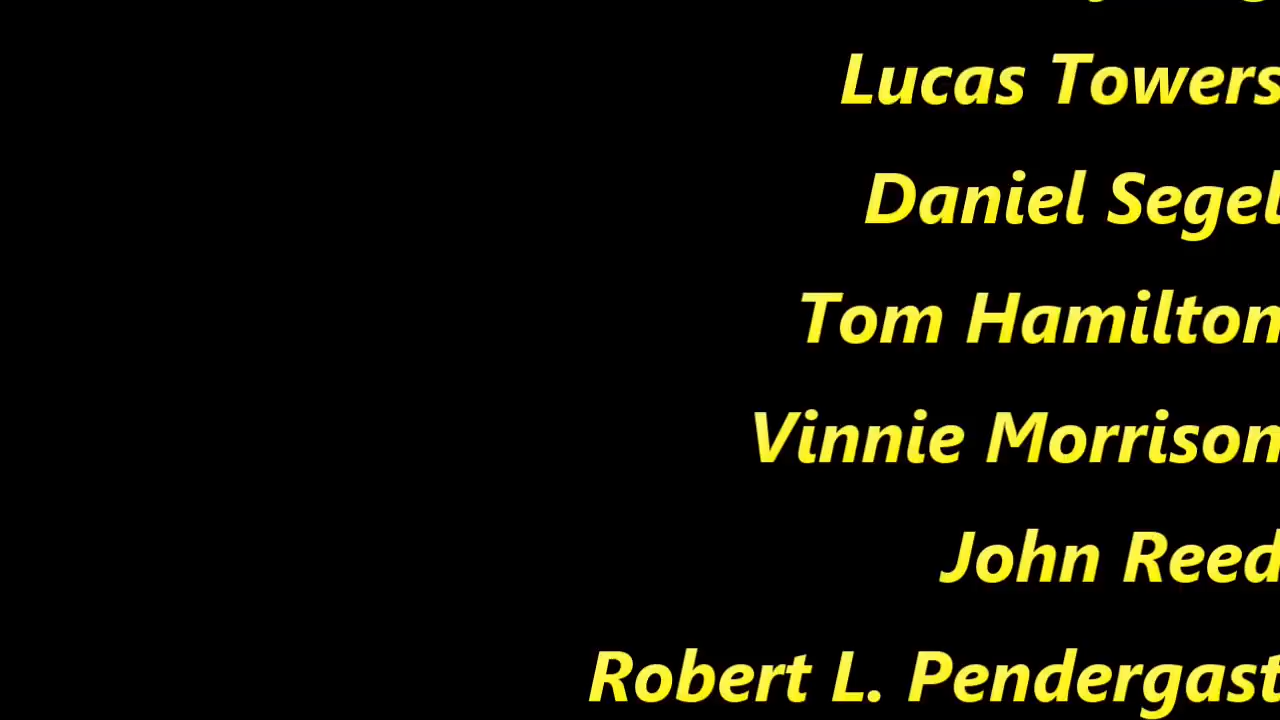 Lucas Towers
Daniel Segel
Tom Hamilton
Vinnie Morrison
John Reed
Robert L. Pendergast